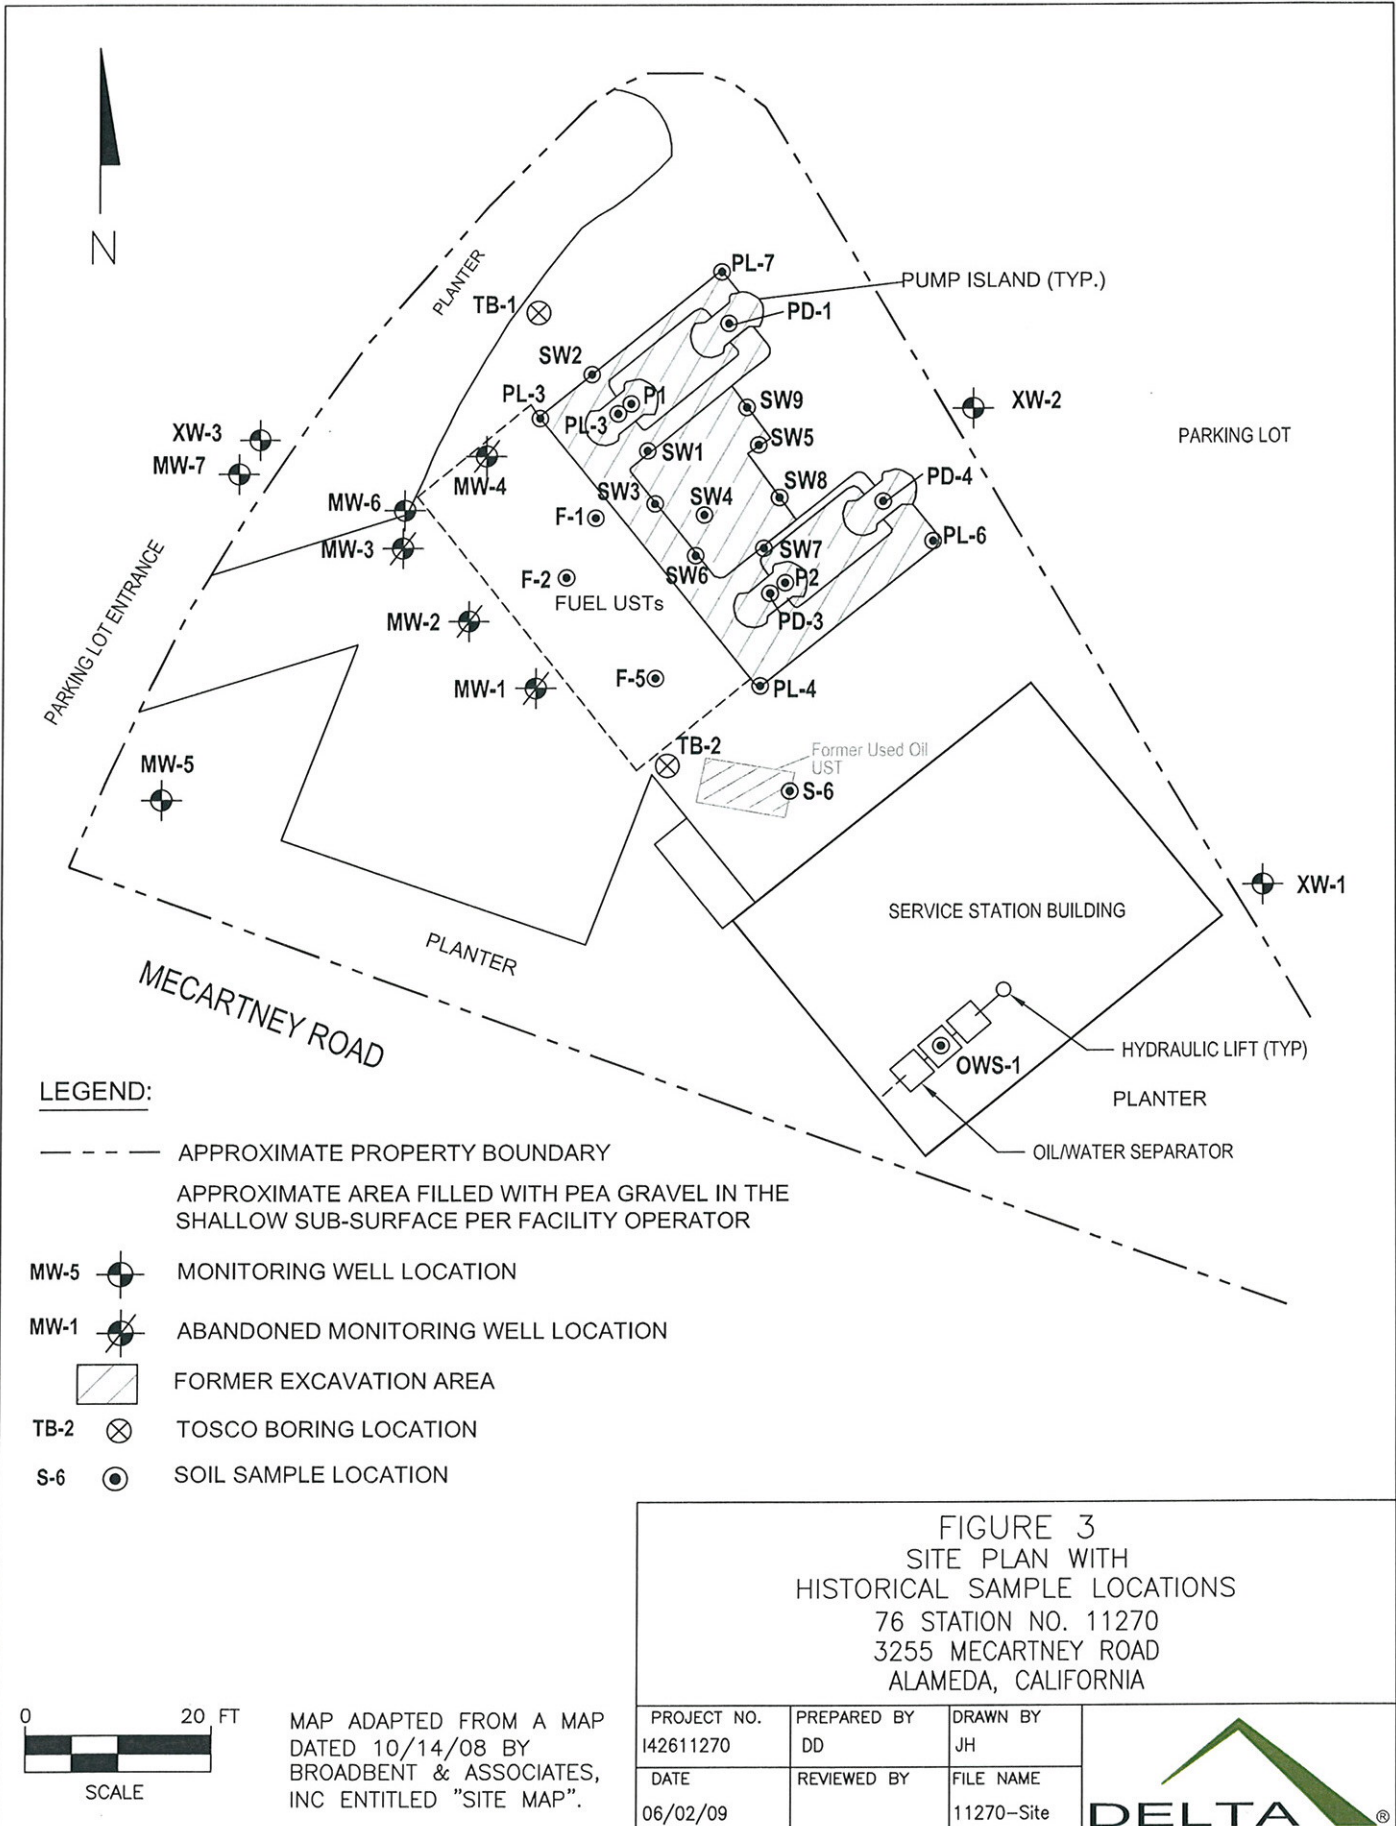 N
PLANTER
TB-1
PL-7
PUMP ISLAND (TYP.)
PD-1
SW2
PL-3
P1
PL-3
SW9
XW-2
PARKING LOT
XW-3
MW-7
SW1
SW5
MW-4
MW-6
SW3
SW4
SW8
PD-4
F-1
MW-3
SW7
PL-6
SW6
F-2
P2
FUEL USTs
MW-2
PD-3
PARKING LOT ENTRANCE
MW-1
F-5
PL-4
TB-2
Former Used Oil
UST
MW-5
S-6
XW-1
SERVICE STATION BUILDING
PLANTER
MECARTNEY ROAD
HYDRAULIC LIFT (TYP)
OWS-1
PLANTER
OIL/WATER SEPARATOR
LEGEND:
APPROXIMATE PROPERTY BOUNDARY
APPROXIMATE AREA FILLED WITH PEA GRAVEL IN THE
SHALLOW SUB-SURFACE PER FACILITY OPERATOR
MW-5 MONITORING WELL LOCATION
MW-1 ABANDONED MONITORING WELL LOCATION
FORMER EXCAVATION AREA
TB-2 TOSCO BORING LOCATION
S-6 SOIL SAMPLE LOCATION
FIGURE 3
SITE PLAN WITH
HISTORICAL SAMPLE LOCATIONS
76 STATION NO. 11270
3255 MECARTNEY ROAD
ALAMEDA, CALIFORNIA
0 20 FT
SCALE
MAP ADAPTED FROM A MAP
DATED 10/14/08 BY
BROADBENT & ASSOCIATES,
INC ENTITLED "SITE MAP".
PROJECT NO.
I42611270
PREPARED BY
DD
DRAWN BY
JH
DATE
06/02/09
REVIEWED BY
FILE NAME
11270-Site
DELTA ®